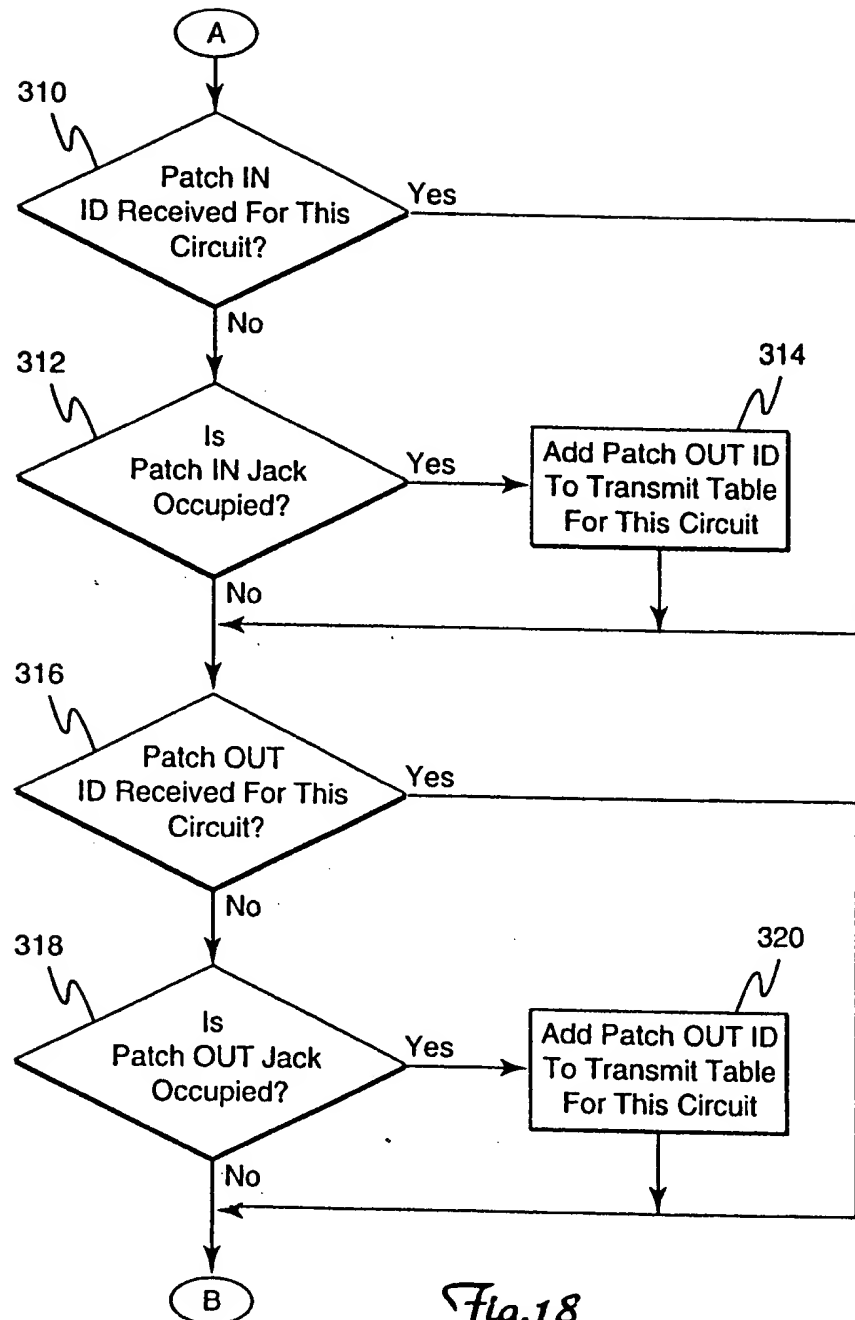 A
310
Patch IN
ID Received For This
Circuit?
Yes
No
312
Is
Patch IN Jack
Occupied?
Yes
314
Add Patch OUT ID
To Transmit Table
For This Circuit
No
316
Patch OUT
ID Received For This
Circuit?
Yes
No
318
Is
Patch OUT Jack
Occupied?
Yes
320
Add Patch OUT ID
To Transmit Table
For This Circuit
No
B
Fig.18